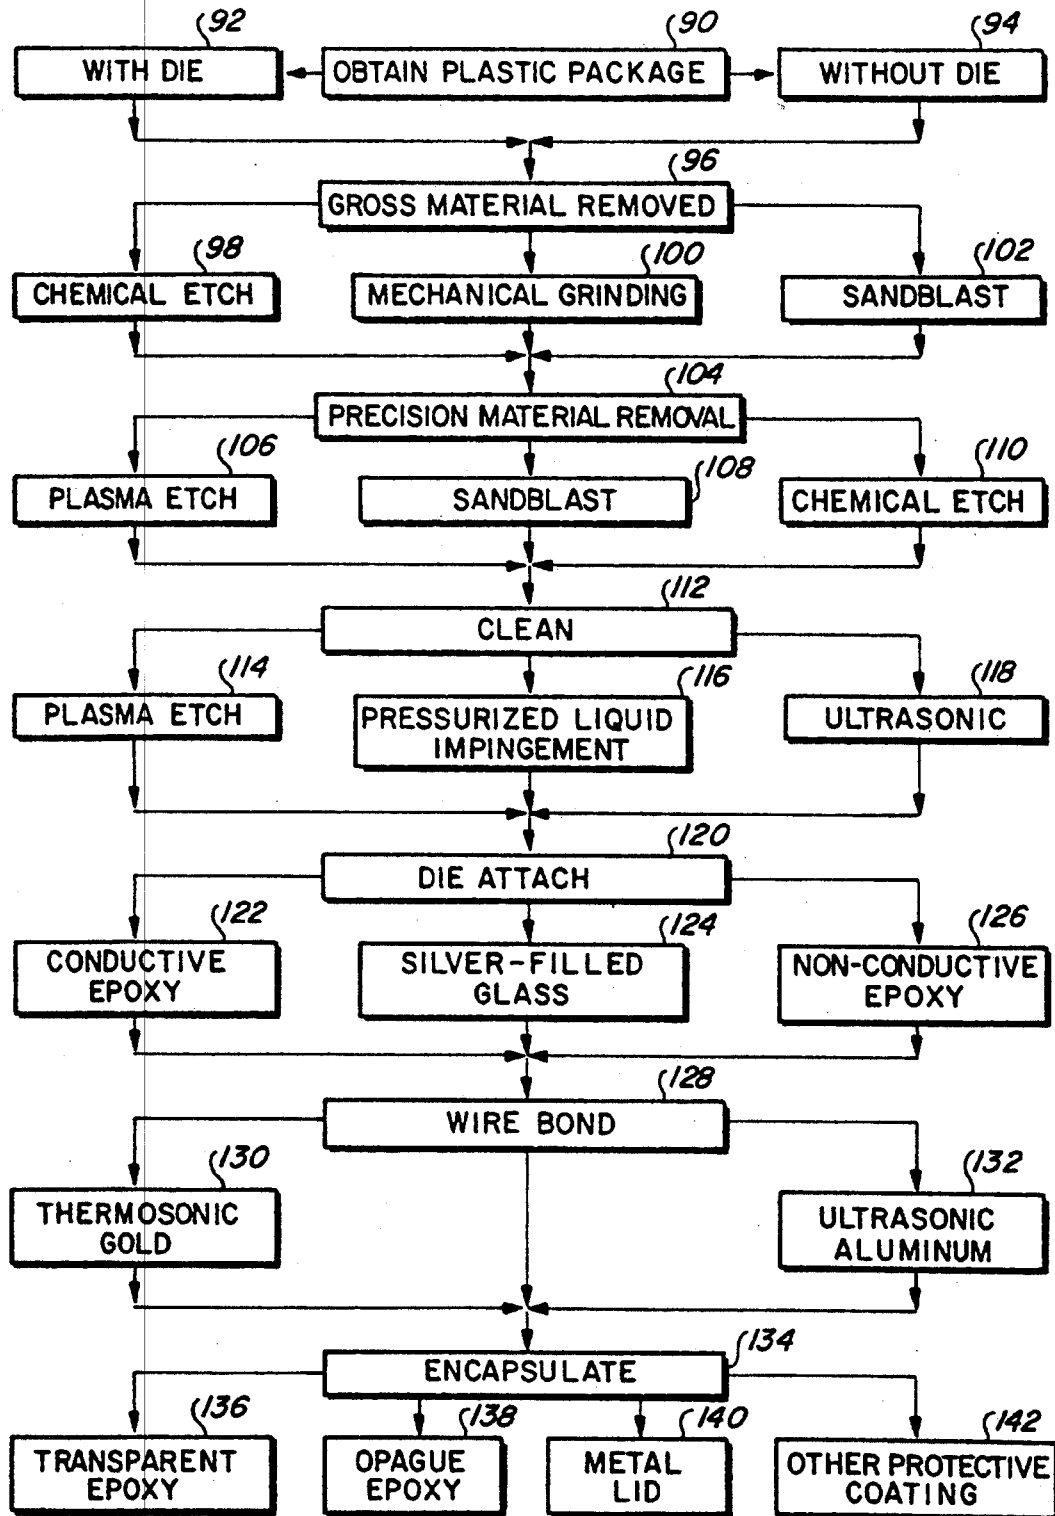 92
90
94
WITH DIE
OBTAIN PLASTIC PACKAGE
WITHOUT DIE
96
GROSS MATERIAL REMOVED
98
100
102
CHEMICAL ETCH
MECHANICAL GRINDING
SANDBLAST
104
PRECISION MATERIAL REMOVAL
106
108
110
PLASMA ETCH
SANDBLAST
CHEMICAL ETCH
112
CLEAN
114
116
118
PLASMA ETCH
PRESSURIZED LIQUID
IMPINGEMENT
ULTRASONIC
120
DIE ATTACH
122
124
126
CONDUCTIVE
EPOXY
SILVER-FILLED
GLASS
NON-CONDUCTIVE
EPOXY
128
WIRE BOND
130
132
THERMOSONIC
GOLD
ULTRASONIC
ALUMINUM
134
ENCAPSULATE
136
138
140
142
TRANSPARENT
EPOXY
OPAGUE
EPOXY
METAL
LID
OTHER PROTECTIVE
COATING